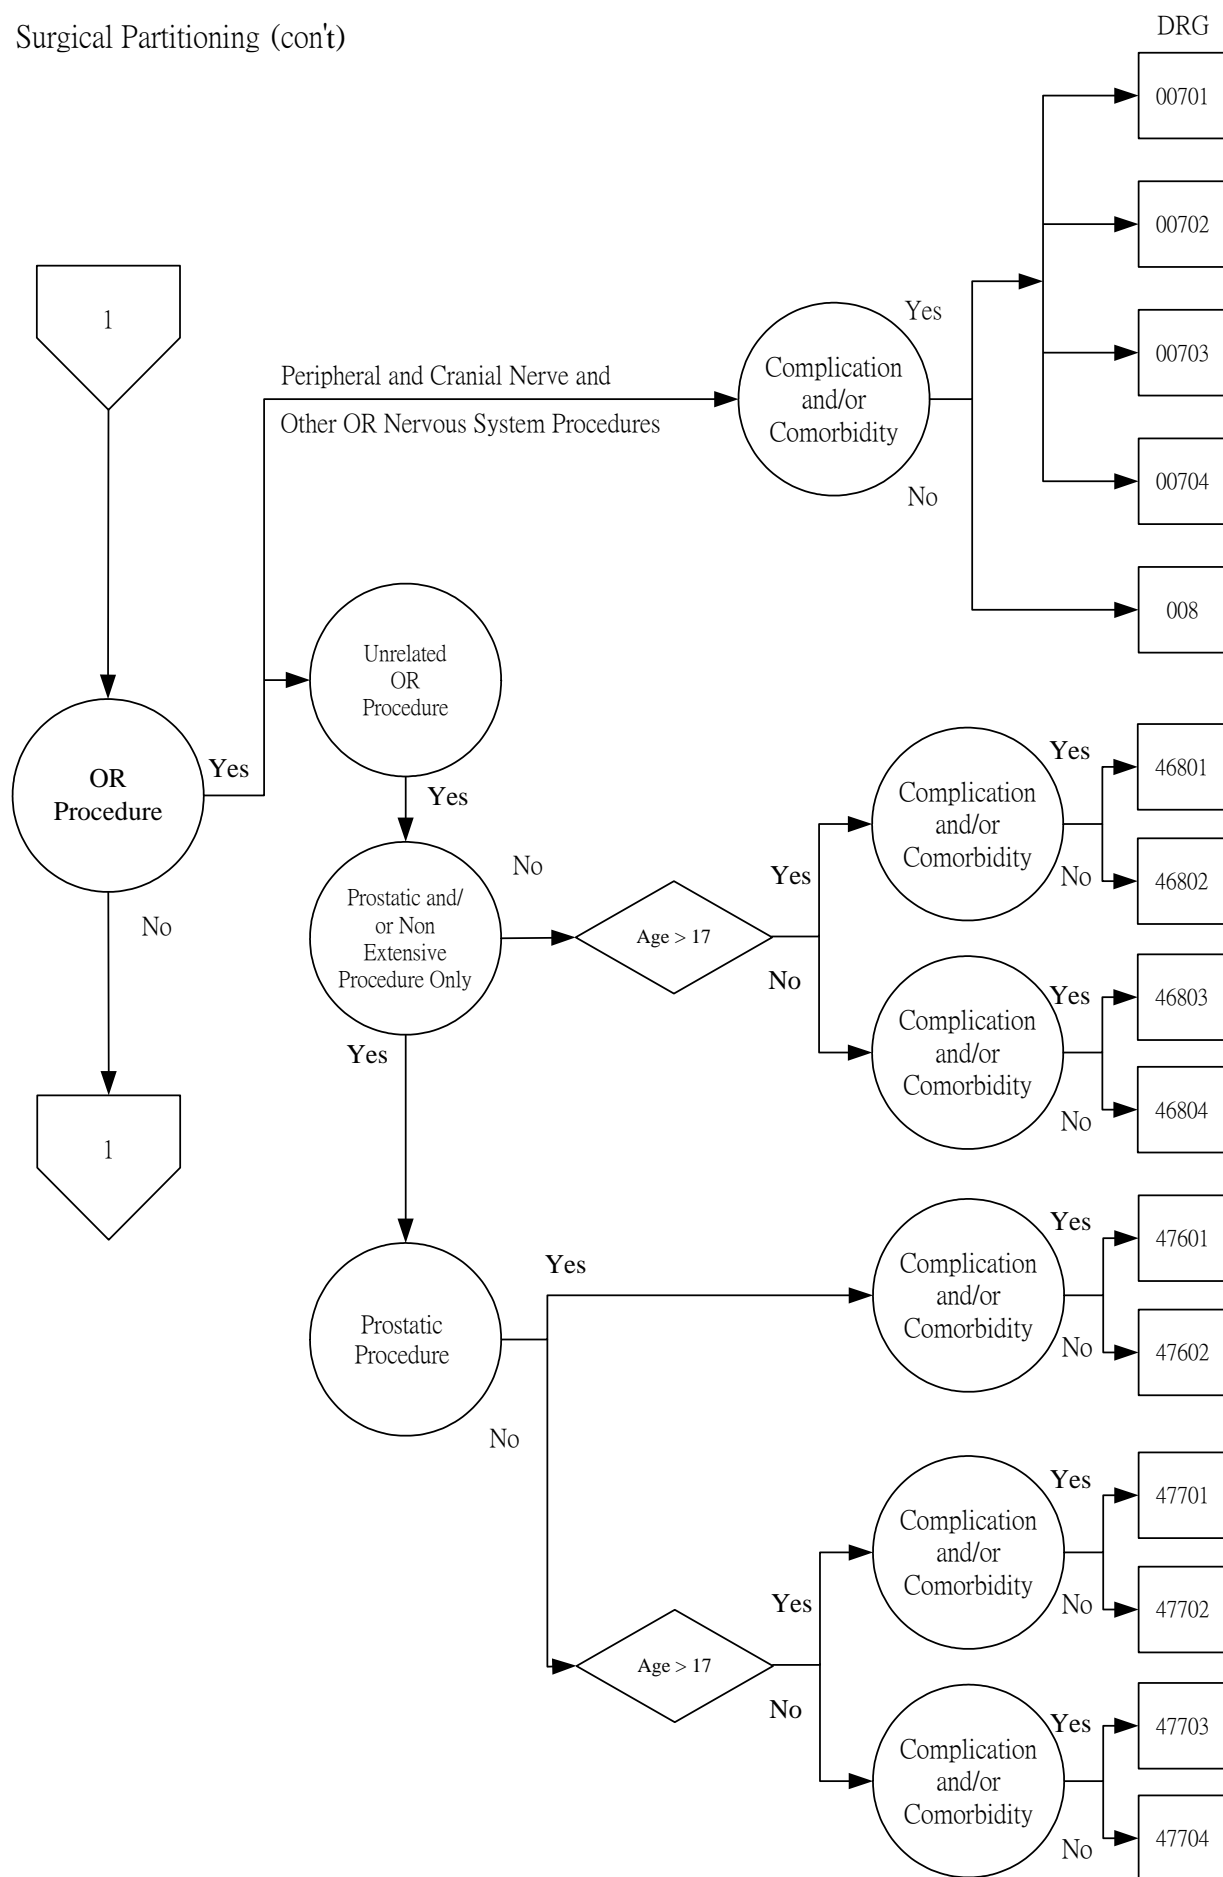 Surgical Partitioning (con't)
DRG
00701
00702
00703
00704
008
1
Peripheral and Cranial Nerve and
Other OR Nervous System Procedures
Complication
and/or
Comorbidity
Yes
No
OR
Procedure
Yes
No
1
Unrelated
OR
Procedure
Yes
Prostatic and/
or Non
Extensive
Procedure Only
No
Yes
Age > 17
Yes
No
Complication
and/or
Comorbidity
Yes
No
46801
46802
Complication
and/or
Comorbidity
Yes
No
46803
46804
Prostatic
Procedure
Yes
No
Complication
and/or
Comorbidity
Yes
No
47601
47602
Age > 17
Yes
No
Complication
and/or
Comorbidity
Yes
No
47701
47702
Complication
and/or
Comorbidity
Yes
No
47703
47704